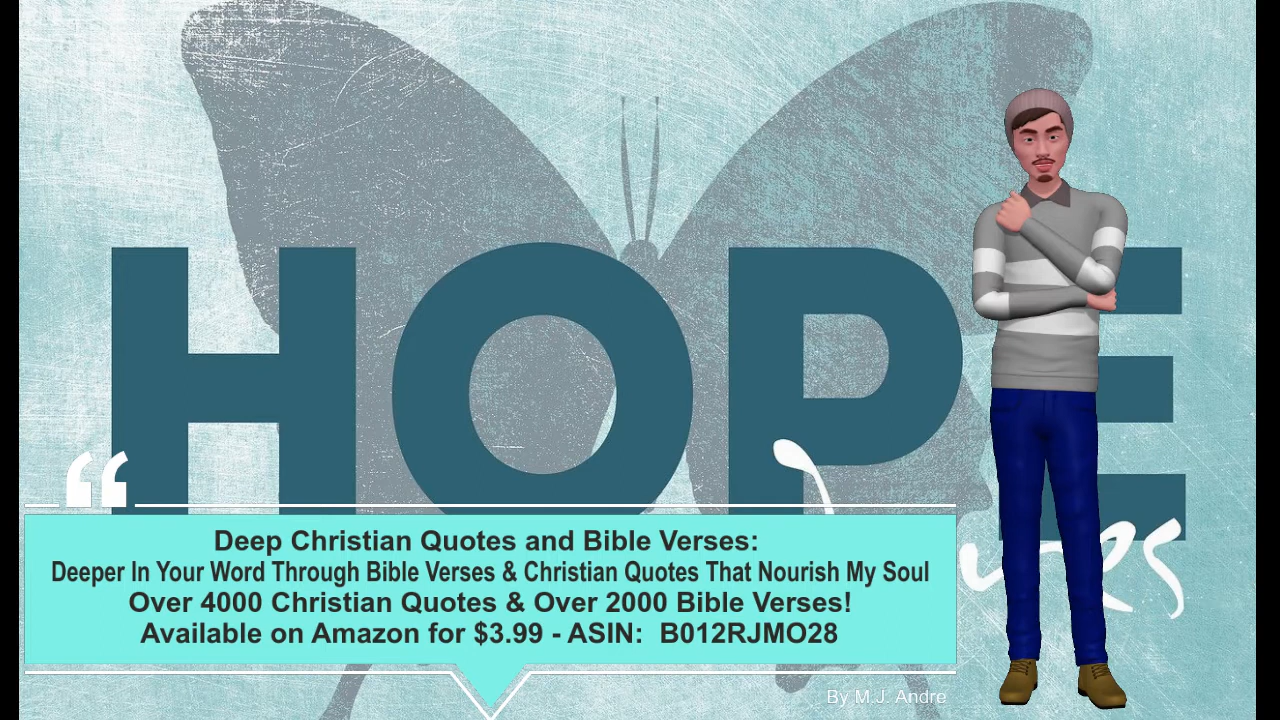 HOPE
“
Deep Christian Quotes and Bible Verses:
Deeper In Your Word Through Bible Verses & Christian Quotes That Nourish My Soul
Over 4000 Christian Quotes & Over 2000 Bible Verses!
Available on Amazon for $3.99 - ASIN: B012RJMO28
By M.J. Andre